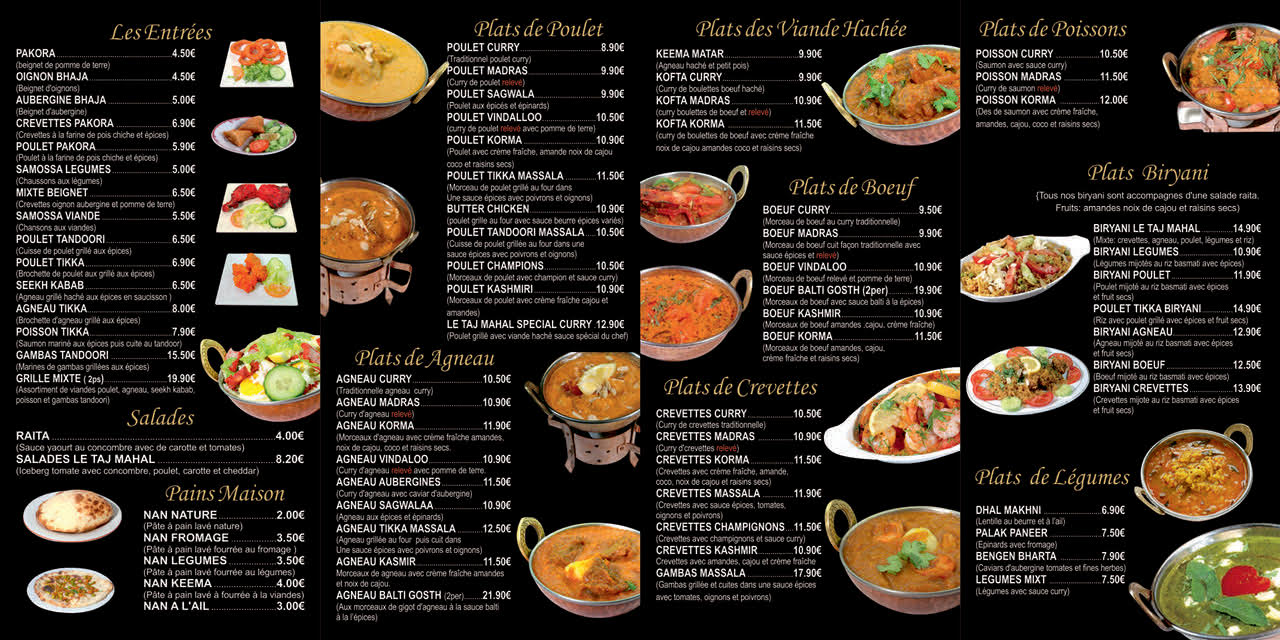 Les Entrées
PAKORA 4.50€
(beignet de pomme de terre)
OIGNON BHAJA 4.50€
(Beignet d'oignons)
AUBERGINE BHAJA 5.00€
(Beignet d'aubergine)
CREVETTES PAKORA 6.90€
(Crevettes à la farine de pois chiche et épices)
POULET PAKORA 5.90€
(Poulet à la farine de pois chiche et épices)
SAMOSSA LEGUMES 5.00€
(Chaussons aux légumes)
MIXTE BEIGNET 6.50€
(Crevettes oignon aubergine et pomme de terre)
SAMOSSA VIANDE 5.50€
(Chansons aux viandes)
POULET TANDOORI 6.50€
(Cuisse de poulet grillé aux épices)
POULET TIKKA 6.90€
(Brochette de poulet aux grillé aux épices)
SEEKH KABAB 6.50€
(Agneau grillé haché aux épices en saucisson )
AGNEAU TIKKA 8.00€
(Brochette d'agneau grillé aux épices)
POISSON TIKKA 7.90€
(Saumon mariné aux épices puis cuite au tandoor)
GAMBAS TANDOORI 15.50€
(Marines de gambas grillées aux épices)
GRILLE MIXTE ( 2ps) 19.90€
(Assortiment de viandes poulet, agneau, seekh kabab,
poisson et gambas tandoori)
Salades
RAITA 4.00€
(Sauce yaourt au concombre avec de carotte et tomates)
SALADES LE TAJ MAHAL 8.20€
(Iceberg tomate avec concombre, poulet, carotte et cheddar)
Pains Maison
NAN NATURE 2.00€
(Pâte à pain lavé nature)
NAN FROMAGE 3.50€
(Pâte à pain lavé fourrée au fromage )
NAN LEGUMES 3.50€
(Pâte à pain lavé fourrée au légumes)
NAN KEEMA 4.00€
(Pâte à pain lavé à fourrée à la viandes)
NAN A L'AIL 3.00€
Plats de Poulet
POULET CURRY 8.90€
(Traditionnel poulet curry)
POULET MADRAS 9.90€
(Curry de poulet relevé)
POULET SAGWALA 9.90€
(Poulet aux épicés et épinards)
POULET VINDALLOO 10.50€
(curry de poulet relevé avec pomme de terre)
POULET KORMA 10.90€
(Poulet avec crème fraîche, amande noix de cajou
coco et raisins secs)
POULET TIKKA MASSALA 11.50€
(Morceau de poulet grillé au four dans
Une sauce épices avec poivrons et oignons)
BUTTER CHICKEN 10.90€
(poulet grille au four avec sauce beurre épices variés)
POULET TANDOORI MASSALA 10.50€
(Cuisse de poulet grillée au four dans une
sauce épices avec poivrons et oignons)
POULET CHAMPIONS 10.50€
(Morceaux de poulet avec champion et sauce curry)
POULET KASHMIRI 10.90€
(Morceaux de poulet avec crème fraîche cajou et
amandes)
LE TAJ MAHAL SPECIAL CURRY .12.90€
(Poulet grillé avec viande haché sauce spécial du chef)
Plats de Agneau
AGNEAU CURRY 10.50€
(Traditionnelle agneau curry)
AGNEAU MADRAS 10.90€
(Curry d'agneau relevé)
AGNEAU KORMA 11.90€
(Morceaux d'agneau avec crème fraîche amandes,
noix de cajou, coco et raisins secs.
AGNEAU VINDALOO 10.90€
(Curry d'agneau relevé avec pomme de terre.
AGNEAU AUBERGINES 11.50€
(Curry d'agneau avec caviar d'aubergine)
AGNEAU SAGWALAA 10.90€
(Agneau aux épices et épinards)
AGNEAU TIKKA MASSALA 12.50€
(Agneau grillée au four puis cuit dans
Une sauce épices avec poivrons et oignons)
AGNEAU KASMIR 11.50€
Morceaux de agneau avec crème fraîche amandes
et noix de cajou.
AGNEAU BALTI GOSTH (2per) 21.90€
(Aux morceaux de gigot d'agneau à la sauce balti
à la l'épices)
Plats des Viande Hachée
KEEMA MATAR 9.90€
(Agneau haché et petit pois)
KOFTA CURRY 9.90€
(Curry de boulettes boeuf haché)
KOFTA MADRAS 10.90€
(curry boulettes de boeuf et relevé)
KOFTA KORMA 11.50€
(curry de boulettes de boeuf avec crème fraîche
noix de cajou amandes coco et raisins secs)
Plats de Boeuf
BOEUF CURRY 9.50€
(Morceau de boeuf au curry traditionnelle)
BOEUF MADRAS 9.90€
(Morceau de boeuf cuit façon traditionnelle avec
sauce épices et relevé)
BOEUF VINDALOO 10.90€
(Morceau de boeuf relevé et pomme de terre)
BOEUF BALTI GOSTH (2per) 19.90€
(Morceaux de boeuf avec sauce balti à la épices)
BOEUF KASHMIR 10.90€
(Morceaux de boeuf amandes ,cajou, crème fraîche)
BOEUF KORMA 11.50€
(Morceaux de boeuf amandes, cajou,
crème fraîche et raisins secs)
Plats de Crevettes
CREVETTES CURRY 10.50€
(Curry de crevettes traditionnelle)
CREVETTES MADRAS 10.90€
(Curry d'crevettes relevé)
CREVETTES KORMA 11.50€
(Crevettes avec crème fraîche, amande,
coco, noix de cajou et raisins secs)
CREVETTES MASSALA 11.90€
(Crevettes avec sauce épices, tomates,
oignons et poivrons)
CREVETTES CHAMPIGNONS 11.50€
(Crevettes avec champignons et sauce curry)
CREVETTES KASHMIR 10.90€
Crevettes avec amandes, cajou et crème fraîche
GAMBAS MASSALA 17.90€
(Gambas grillée et cuites dans une sauce épices
avec tomates, oignons et poivrons)
Plats de Poissons
POISSON CURRY 10.50€
(Saumon avec sauce curry)
POISSON MADRAS 11.50€
(Curry de saumon relevé)
POISSON KORMA 12.00€
(Des de saumon avec crème fraîche,
amandes, cajou, coco et raisins secs)
Plats Biryani
{Tous nos biryani sont accompagnes d'une salade raita.
Fruits: amandes noix de cajou et raisins secs)
BIRYANI LE TAJ MAHAL 14.90€
(Mixte: crevettes, agneau, poulet, légumes et riz)
BIRYANI LEGUMES 10.90€
(Légumes mijotés au riz basmati avec épices)
BIRYANI POULET 11.90€
(Poulet mijoté au riz basmati avec épices
et fruit secs)
POULET TIKKA BIRYANI 14.90€
(Riz avec poulet grillé avec épices et fruit secs)
BIRYANI AGNEAU 12.90€
(Agneau mijoté au riz basmati avec épices
et fruit secs)
BIRYANI BOEUF 12.50€
(Boeuf mijoté au riz basmati avec épices)
BIRYANI CREVETTES 13.90€
(Crevettes mijote au riz basmati avec épices
et fruit secs)
Plats de Légumes
DHAL MAKHNI 6.90€
(Lentille au beurre et à l'ail)
PALAK PANEER 7.50€
(Epinards avec fromage)
BENGEN BHARTA 7.90€
(Caviars d'aubergine tomates et fines herbes)
LEGUMES MIXT 7.50€
(Légumes avec sauce curry)